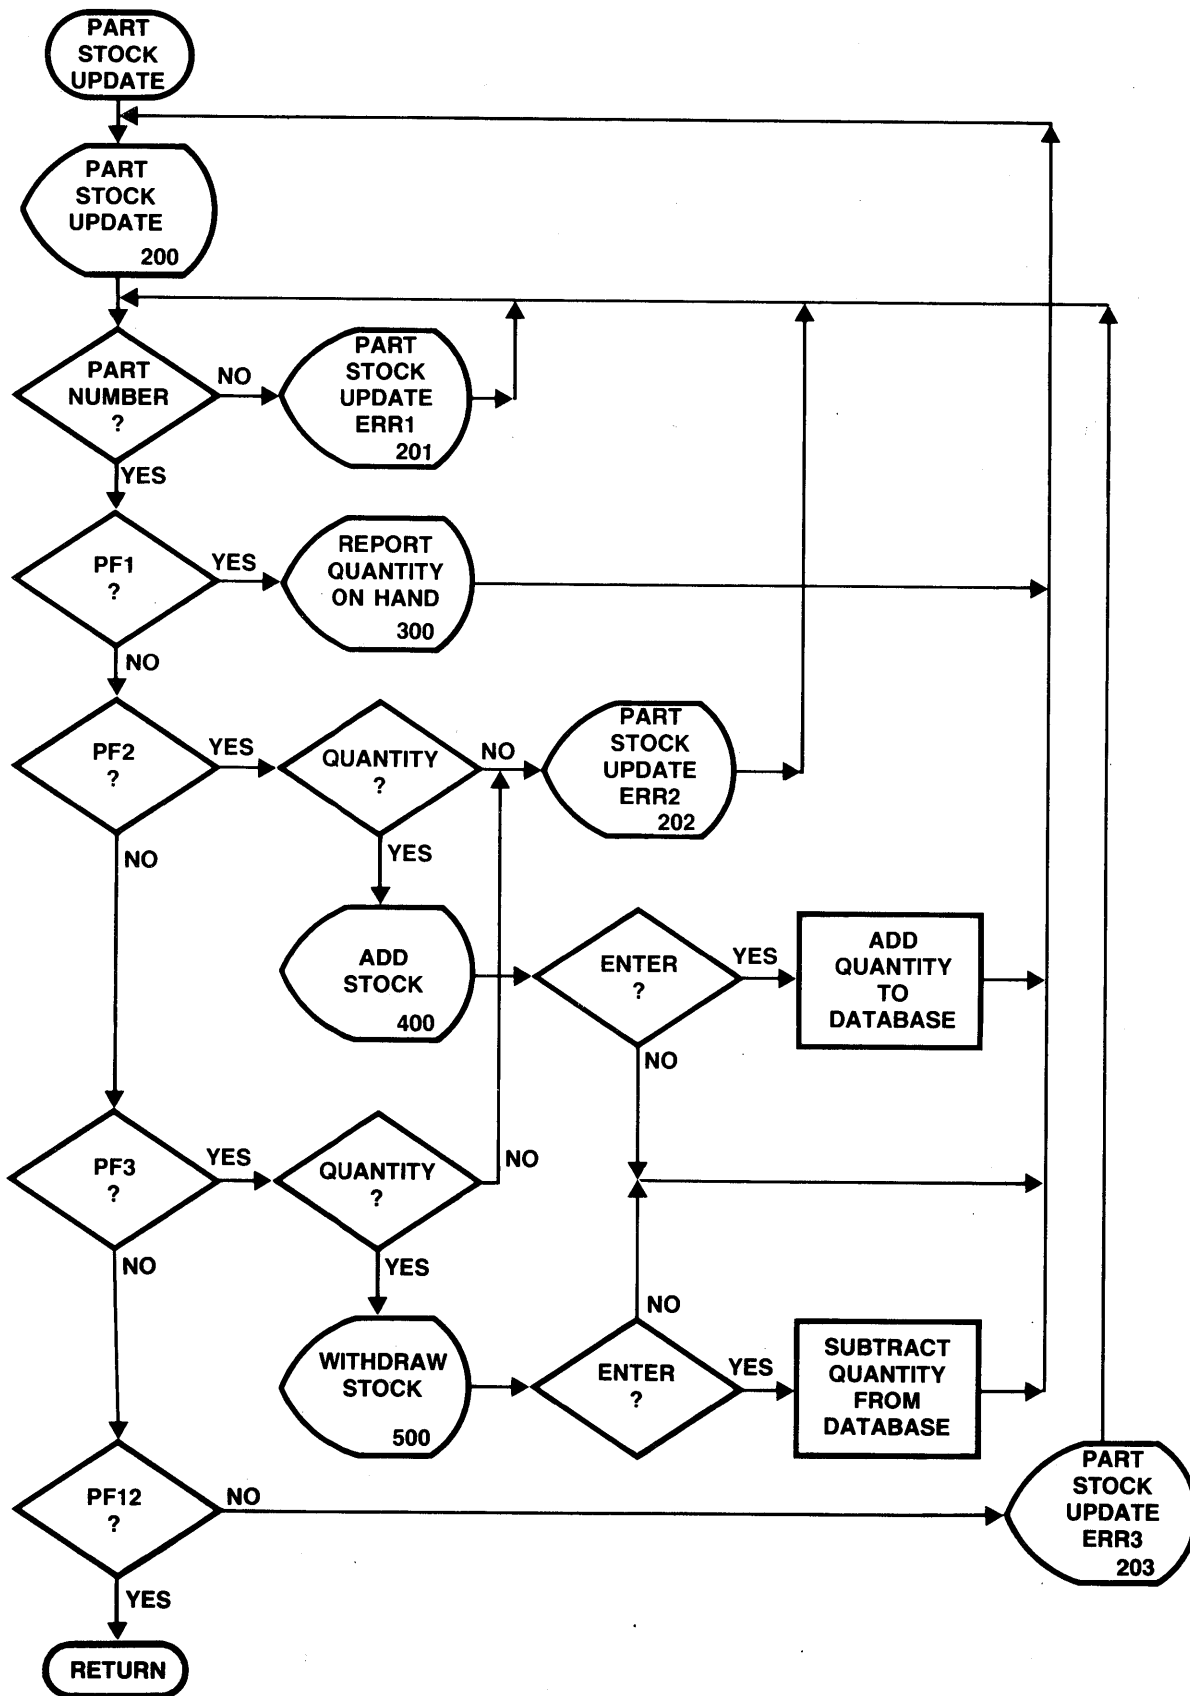 PART
STOCK
UPDATE
PART
STOCK
UPDATE
200
PART
NUMBER
?
NO
PART
STOCK
UPDATE
ERR1
201
YES
PF1
?
YES
REPORT
QUANTITY
ON HAND
300
NO
PF2
?
YES
QUANTITY
?
NO
PART
STOCK
UPDATE
ERR2
202
NO
YES
ADD
STOCK
400
ENTER
?
YES
ADD
QUANTITY
TO
DATABASE
NO
PF3
?
YES
QUANTITY
?
NO
NO
YES
WITHDRAW
STOCK
500
NO
ENTER
?
YES
SUBTRACT
QUANTITY
FROM
DATABASE
PF12
?
NO
PART
STOCK
UPDATE
ERR3
203
YES
RETURN